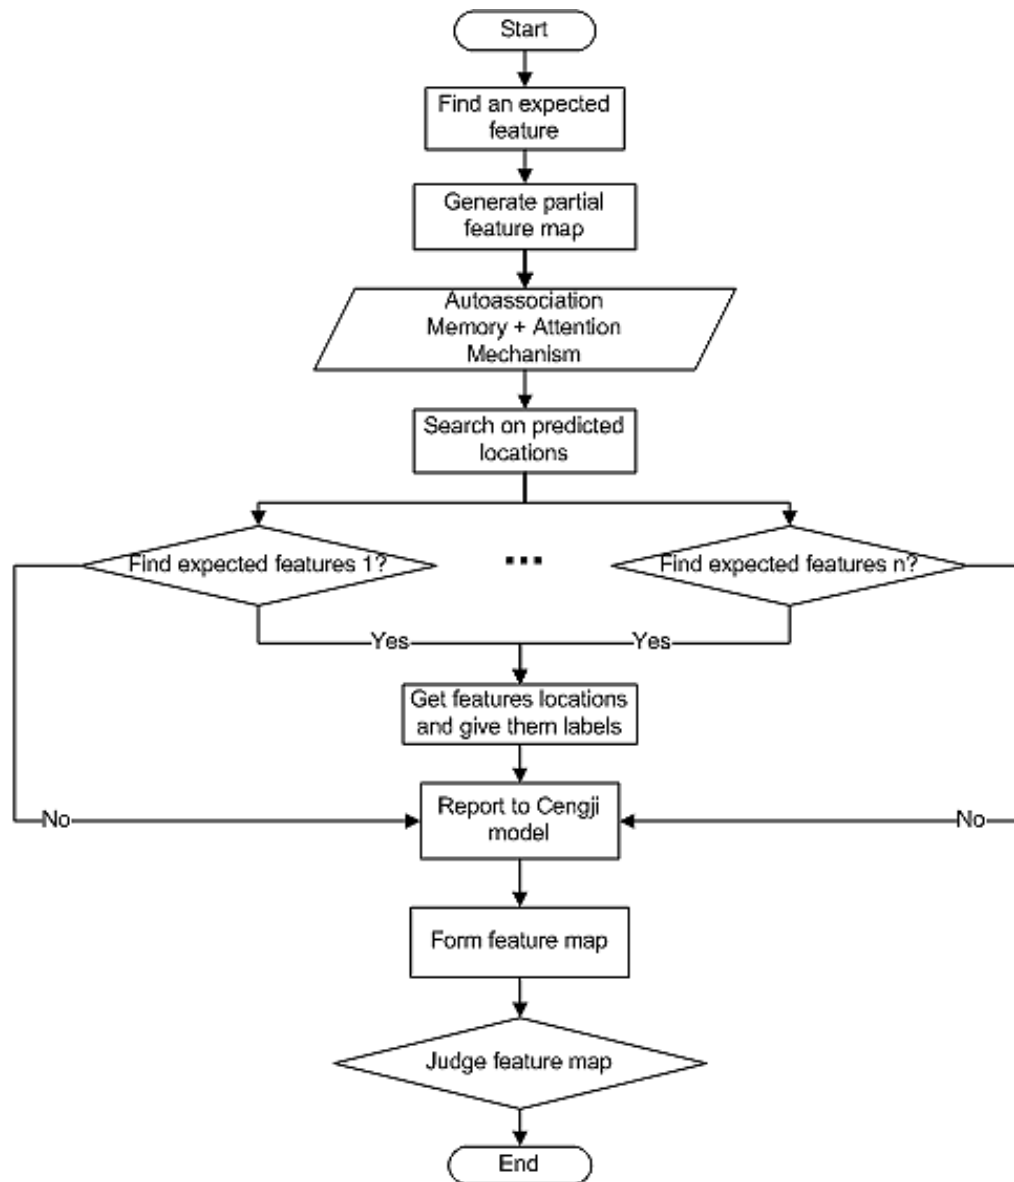 Start
Find an expected
feature
Generate partial
feature map
Autoassociation
Memory + Attention
Mechanism
Search on predicted
locations
Find expected features 1?
...
Find expected features n?
Yes
Yes
Get features locations
and give them labels
No
Report to Cengji
model
No
Form feature map
Judge feature map
End